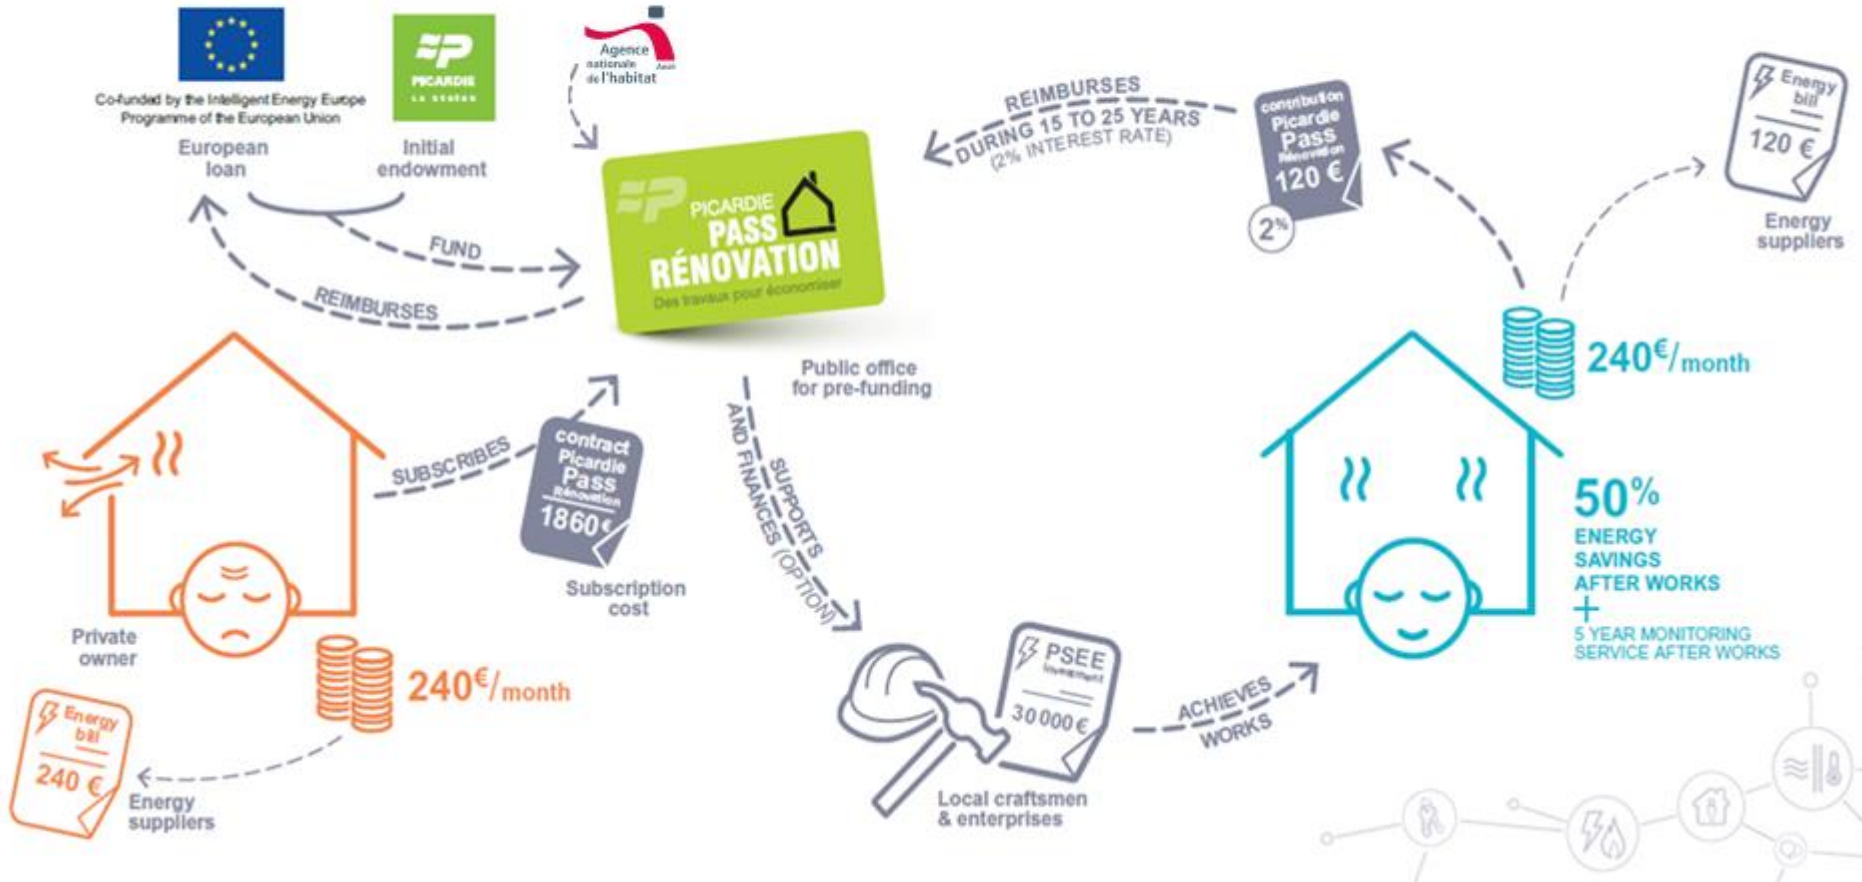 Co-funded by the Intelligent Energy Europe
Programme of the European Union
European
loan
PICARDIE
Initial
endowment
Agence
nationale
de l'habitat
Anah
FUND
REIMBURSES
PICARDIE
PASS
RÉNOVATION
Des travaux pour économiser
Public office
for pre-funding
REIMBURSES
DURING 15 TO 25 YEARS
(2% INTEREST RATE)
contribution
Picardie
Pass
Rénovation
120 €
2%
Energy
bill
120 €
Energy
suppliers
240€/month
50%
ENERGY
SAVINGS
AFTER WORKS
+
5 YEAR MONITORING
SERVICE AFTER WORKS
SUBSCRIBES
contract
Picardie
Pass
Rénovation
1860€
Subscription
cost
SUPPORTS
AND FINANCES (OPTION)
Private
owner
240€/month
Energy
bill
240 €
Energy
suppliers
PSEE
Investment
30 000 €
Local craftsmen
& enterprises
ACHIEVES
WORKS